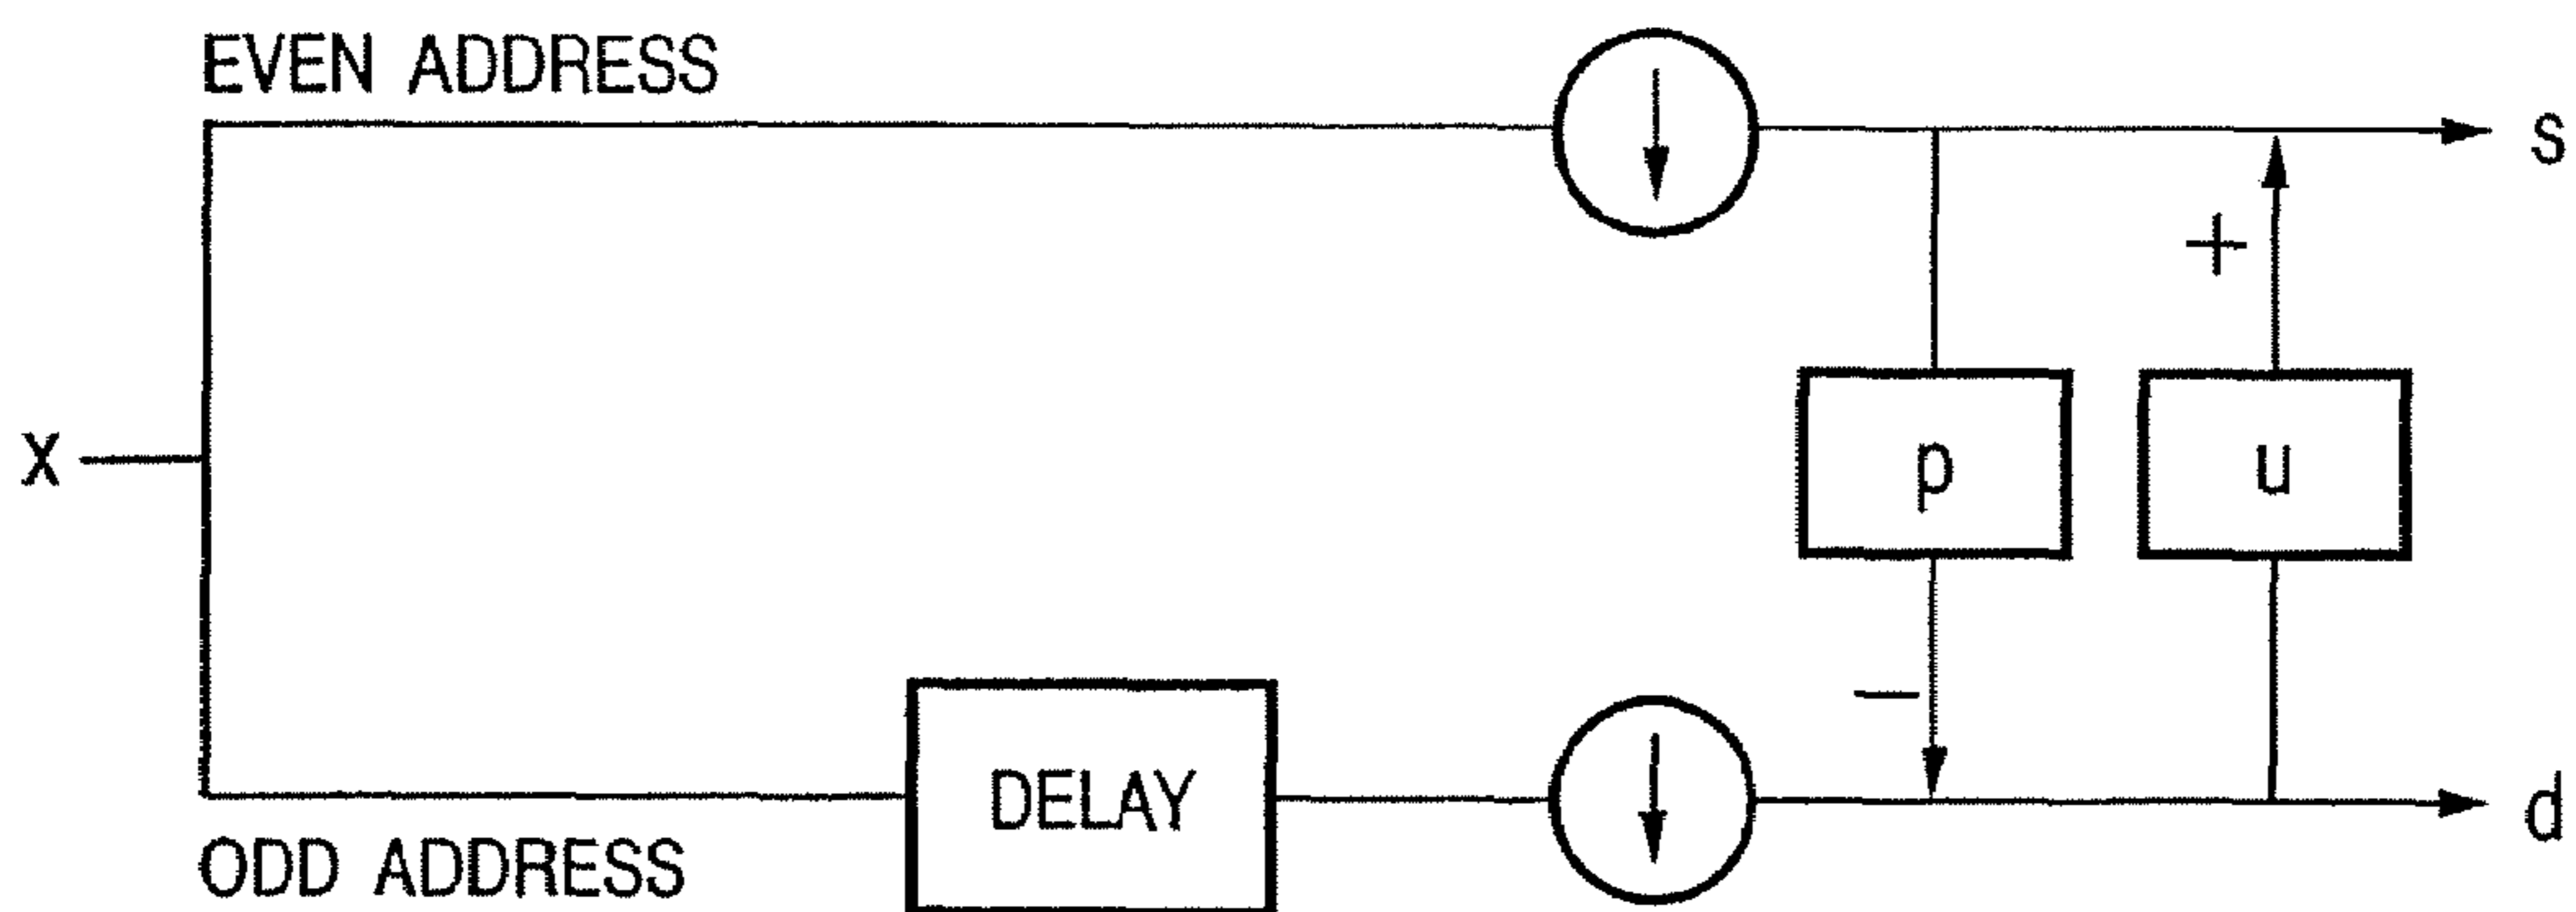 EVEN ADDRESS
s
+
x
p
u
−
DELAY
d
ODD ADDRESS